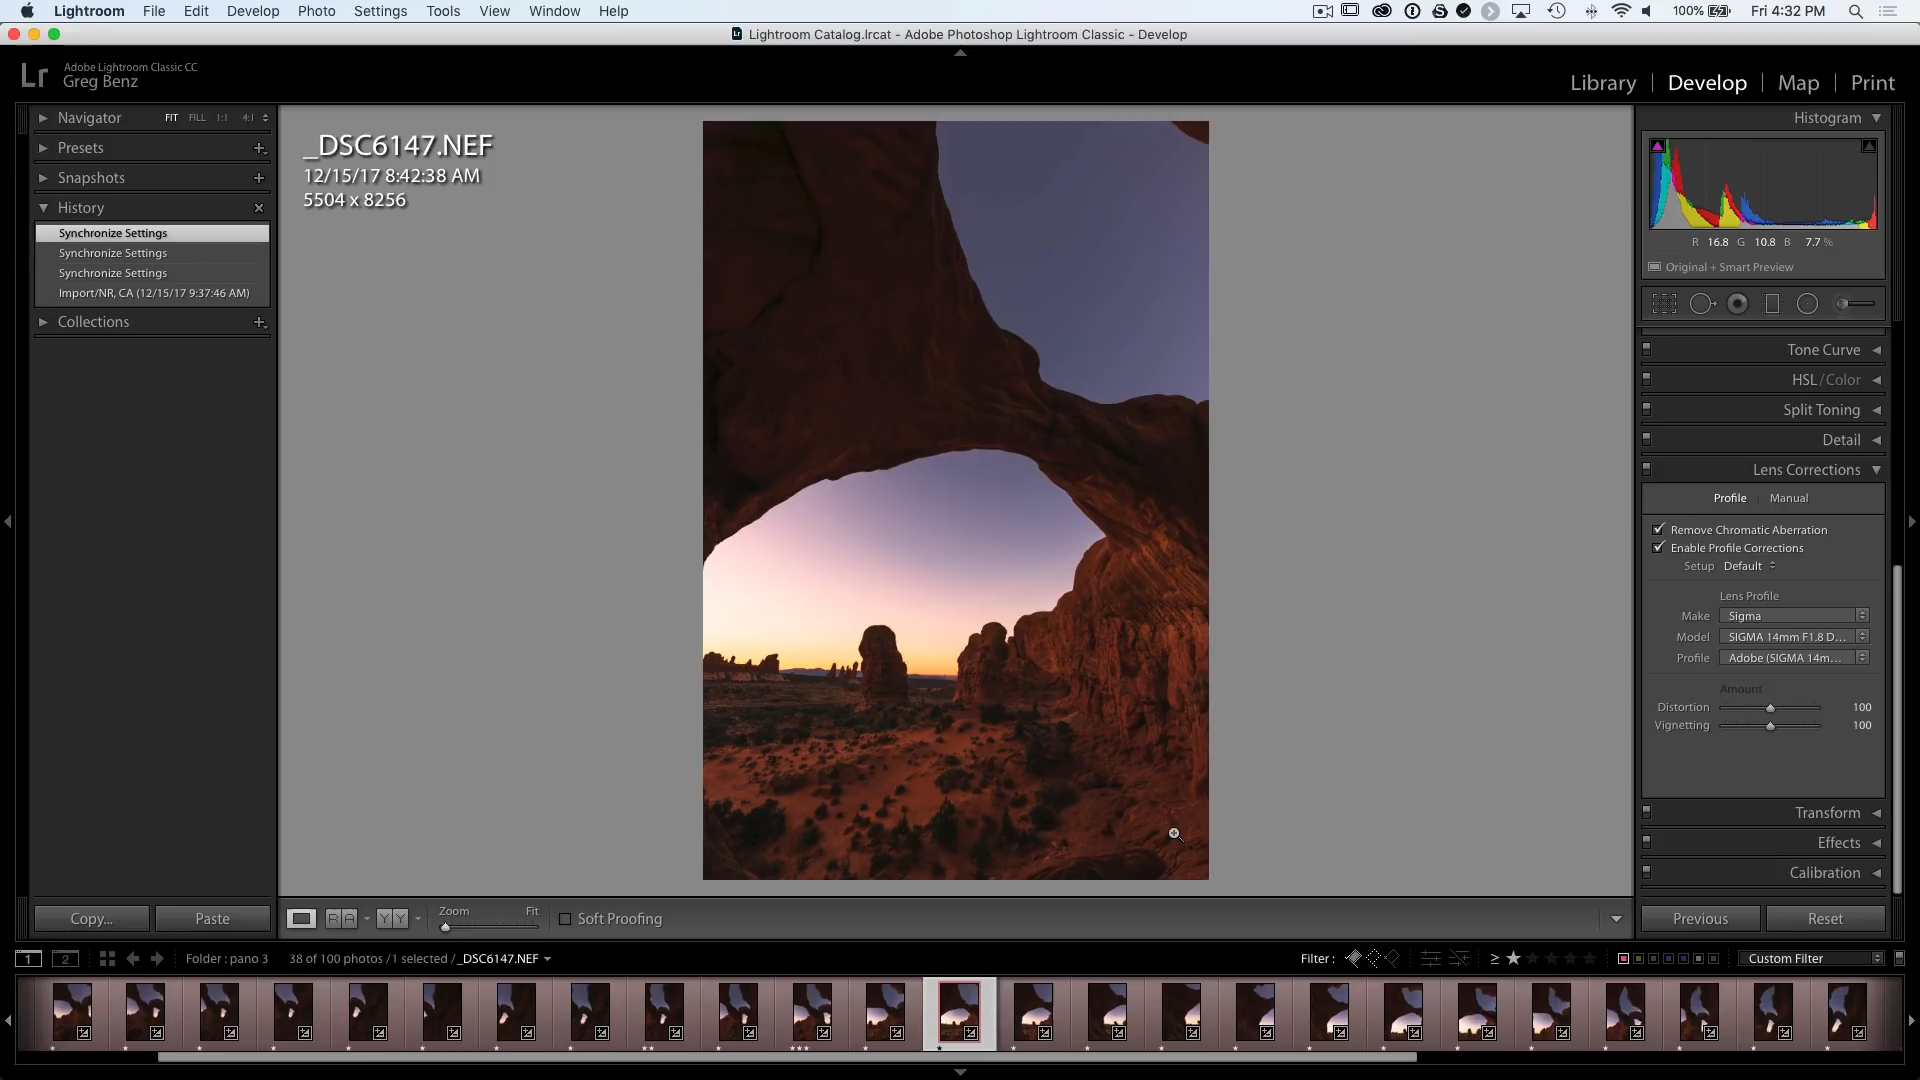 Lightroom File Edit Develop Photo Settings Tools View Window Help
100% Fri 4:32 PM
Lightroom Catalog.lrcat - Adobe Photoshop Lightroom Classic - Develop
Lr Adobe Lightroom Classic CC
Greg Benz
Library Develop Map Print
Navigator FIT FILL 1:1 4:1
Presets
Snapshots
History
Synchronize Settings
Synchronize Settings
Synchronize Settings
Import/NR, CA (12/15/17 9:37:46 AM)
Collections
_DSC6147.NEF
12/15/17 8:42:38 AM
5504 x 8256
Histogram
R 16.8 G 10.8 B 7.7 %
Original + Smart Preview
Tone Curve
HSL / Color
Split Toning
Detail
Lens Corrections
Profile Manual
Remove Chromatic Aberration
Enable Profile Corrections
Setup Default
Lens Profile
Make Sigma
Model SIGMA 14mm F1.8 D...
Profile Adobe (SIGMA 14m...
Amount
Distortion 100
Vignetting 100
Transform
Effects
Calibration
Copy... Paste
R A Y Y Zoom Fit Soft Proofing
Previous Reset
1 2 Folder : pano 3 38 of 100 photos /1 selected / _DSC6147.NEF
Filter : ≥ Custom Filter